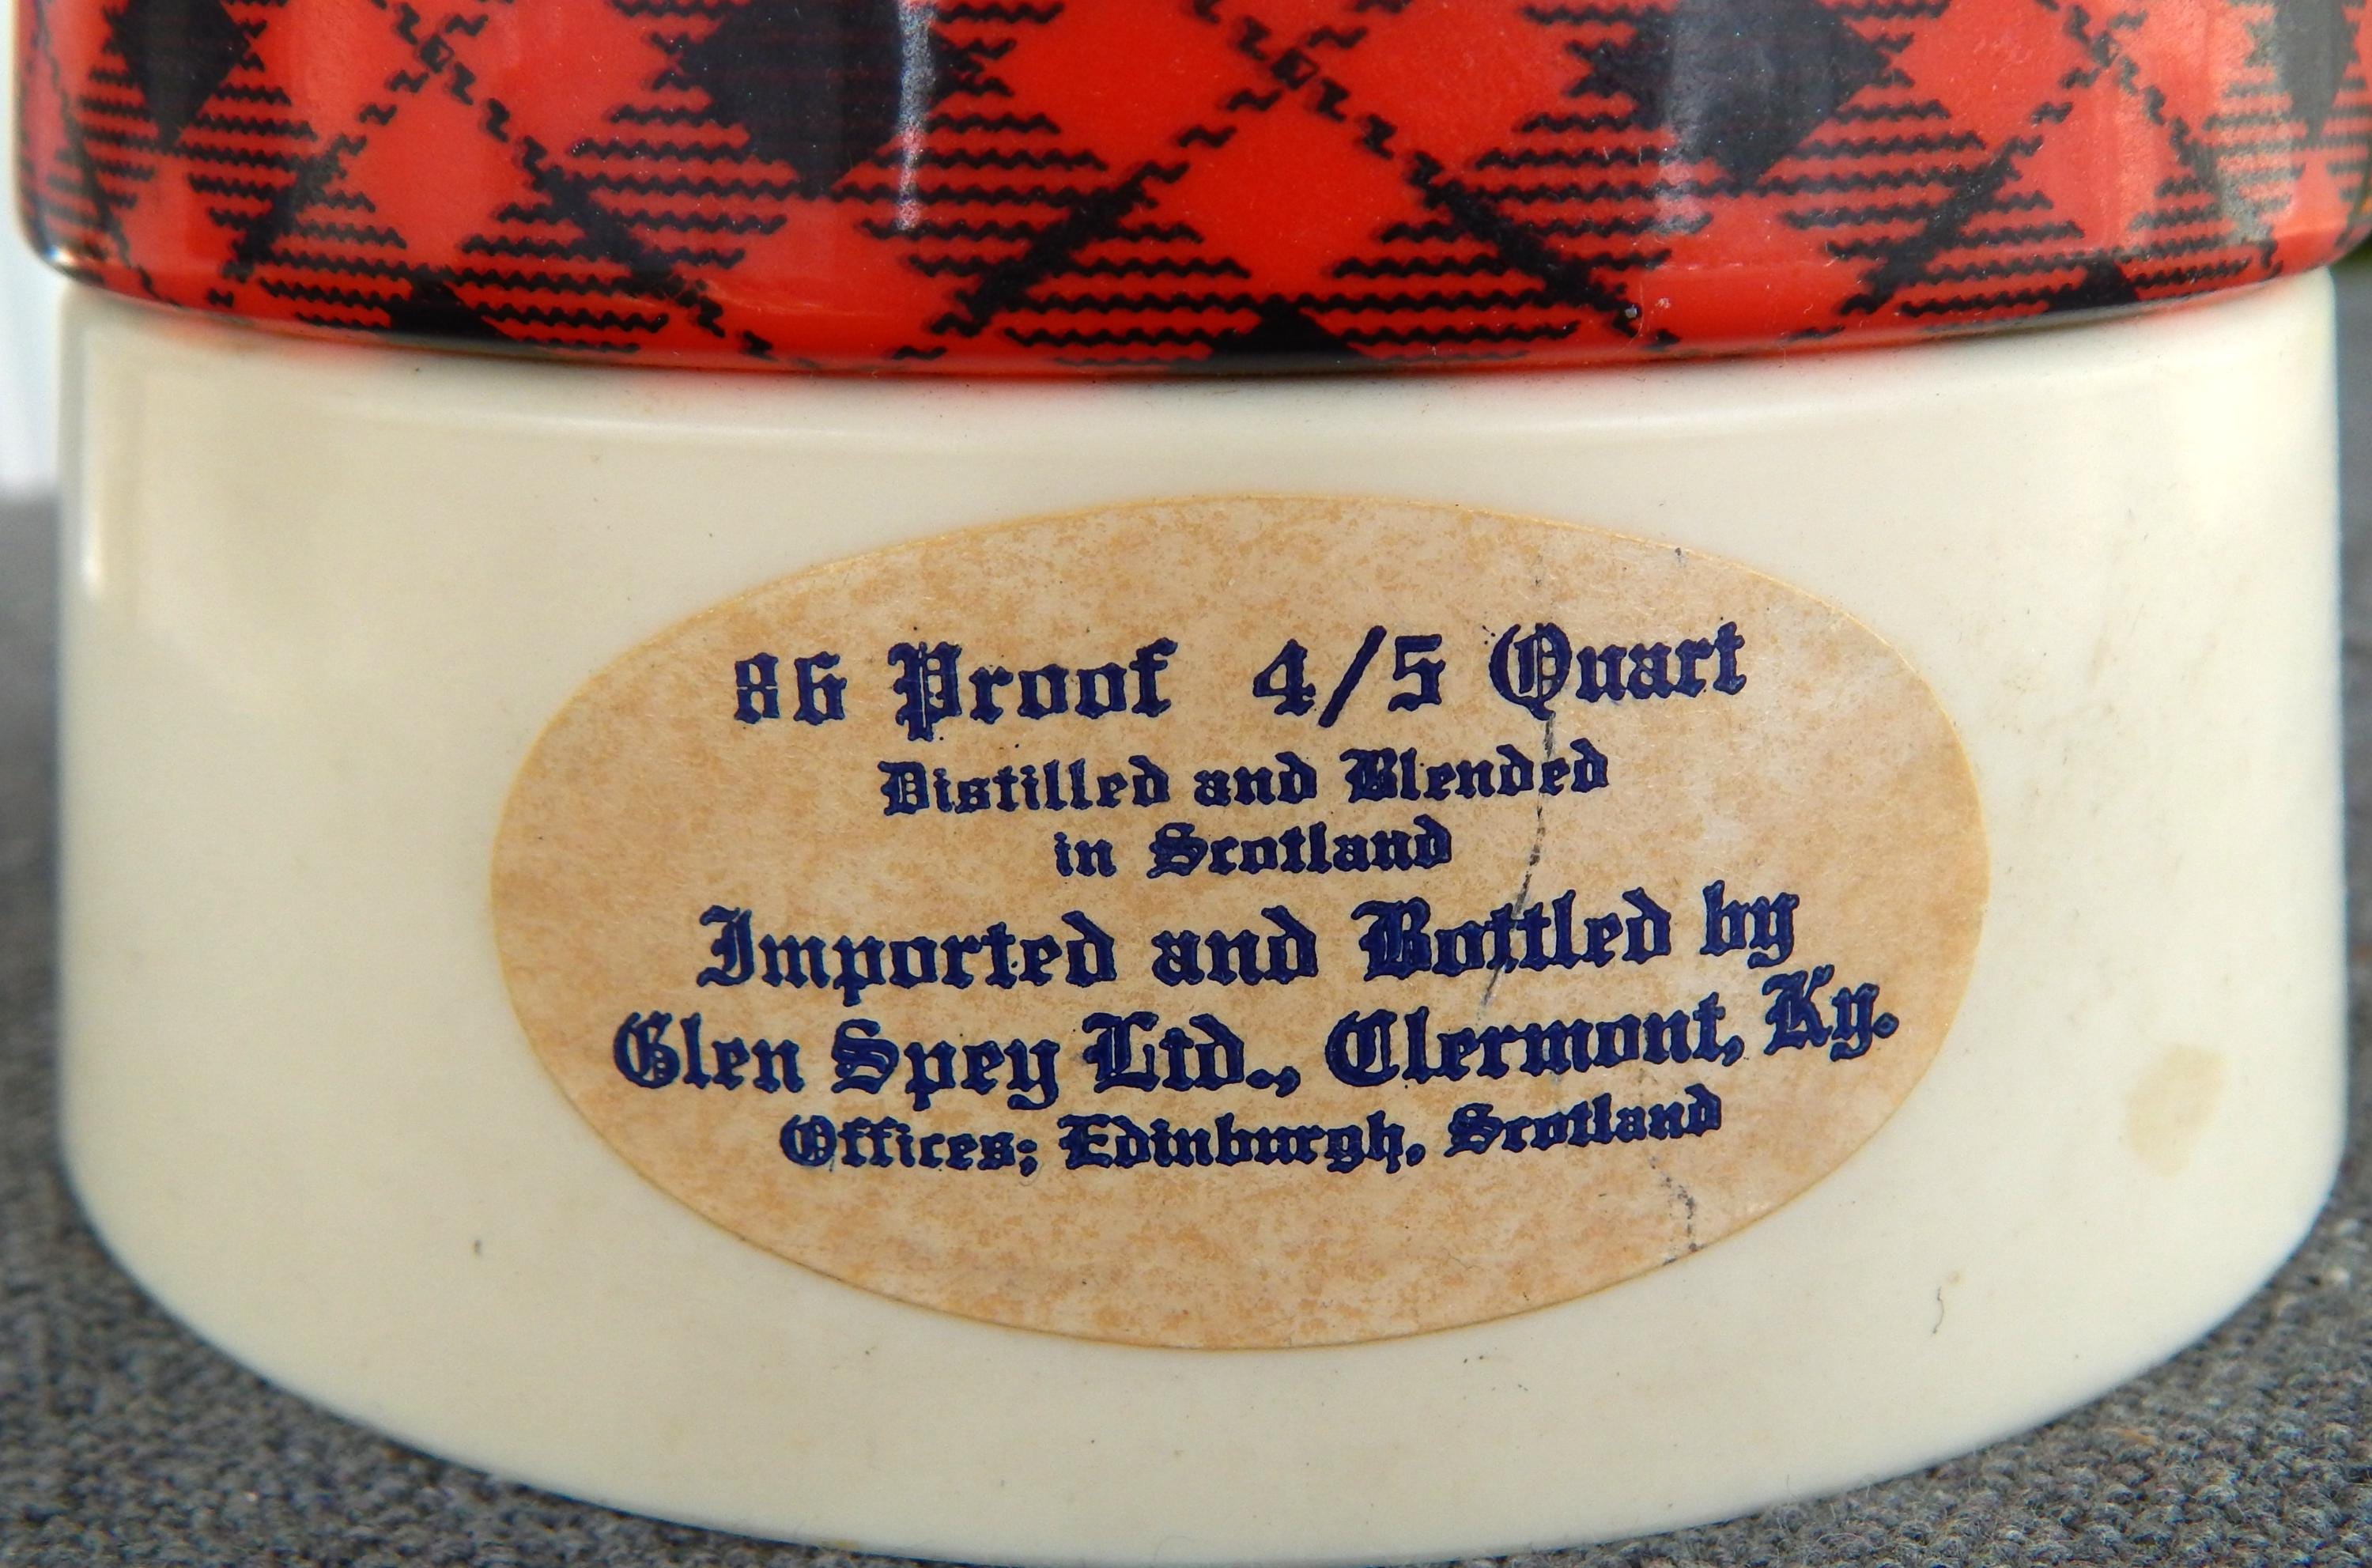 86 Proof 4/5 Quart
Distilled and Blended
in Scotland
Imported and Bottled by
Glen Spey Ltd., Clermont, Ky.
Offices; Edinburgh, Scotland